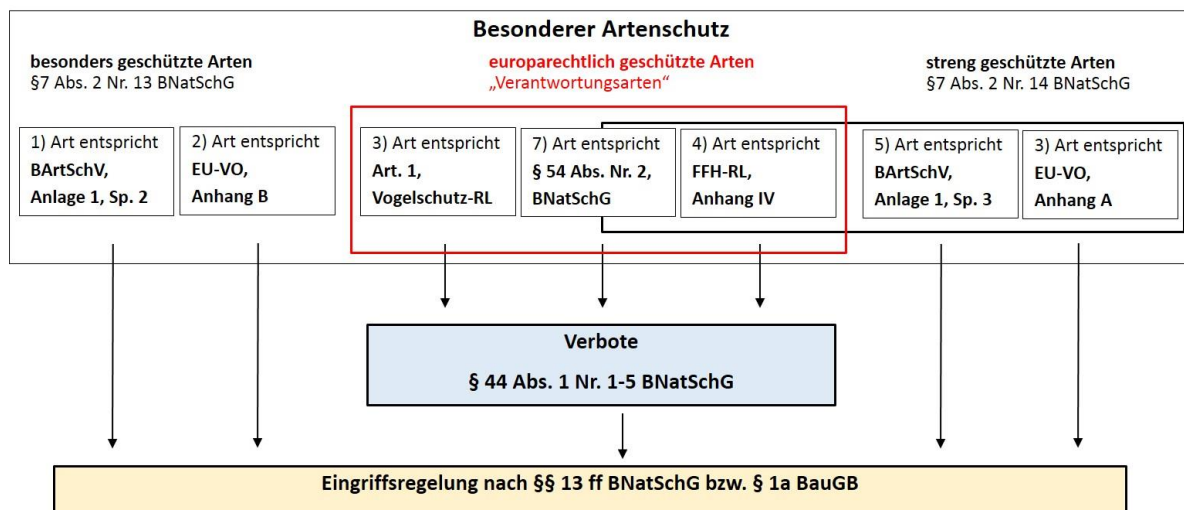 Besonderer Artenschutz
besonders geschützte Arten
§7 Abs. 2 Nr. 13 BNatSchG
europarechtlich geschützte Arten
„Verantwortungsarten“
streng geschützte Arten
§7 Abs. 2 Nr. 14 BNatSchG
1) Art entspricht
BArtSchV,
Anlage 1, Sp. 2
2) Art entspricht
EU-VO,
Anhang B
3) Art entspricht
Art. 1,
Vogelschutz-RL
7) Art entspricht
§ 54 Abs. Nr. 2,
BNatSchG
4) Art entspricht
FFH-RL,
Anhang IV
5) Art entspricht
BArtSchV,
Anlage 1, Sp. 3
3) Art entspricht
EU-VO,
Anhang A
Verbote
§ 44 Abs. 1 Nr. 1-5 BNatSchG
Eingriffsregelung nach §§ 13 ff BNatSchG bzw. § 1a BauGB